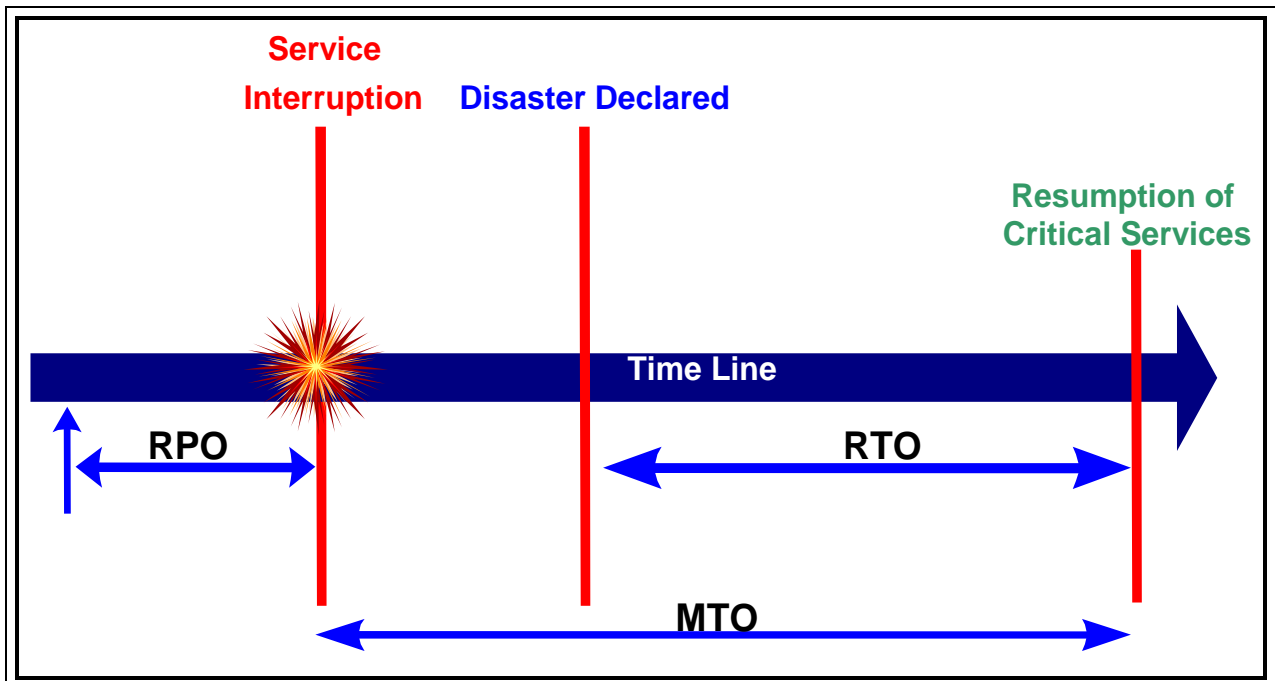 Service
Interruption
Disaster Declared
Resumption of
Critical Services
Time Line
RPO
RTO
MTO